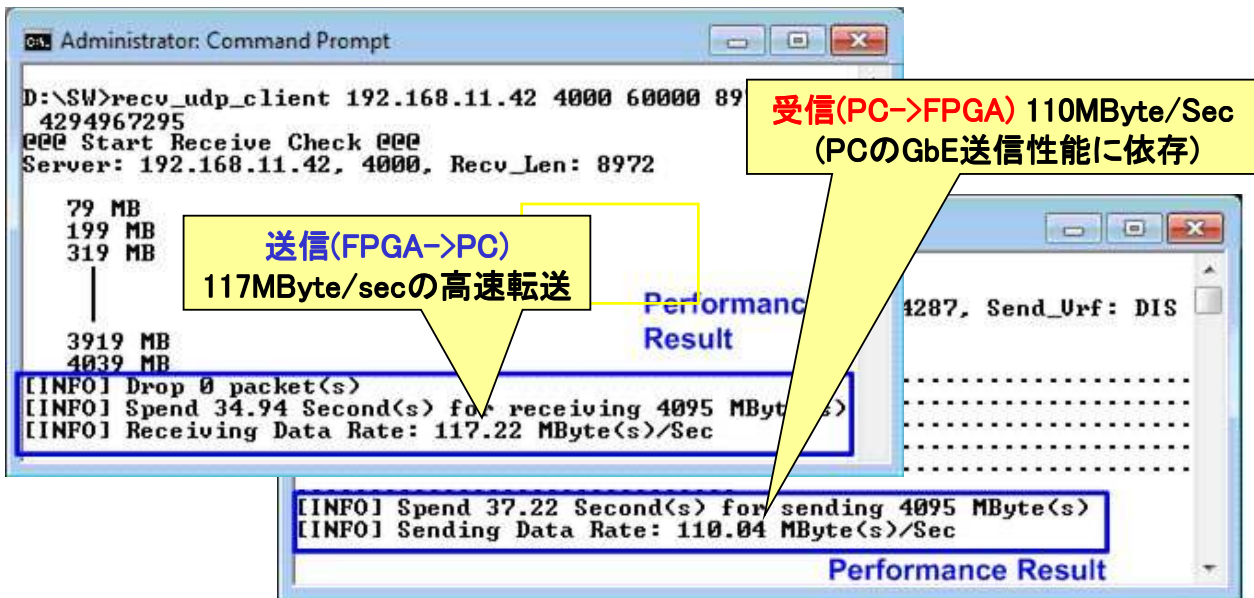 Administrator: Command Prompt
D:\SW>recv_udp_client 192.168.11.42 4000 60000 89
4294967295
@@@ Start Receive Check @@@
Server: 192.168.11.42, 4000, Recv_Len: 8972
79 MB
199 MB
319 MB
3919 MB
4039 MB
[INFO] Drop 0 packet(s)
[INFO] Spend 34.94 Second(s) for receiving 4095 MByte(s)
[INFO] Receiving Data Rate: 117.22 MByte(s)/Sec
送信(FPGA->PC)
117MByte/secの高速転送
Performanc
Result
受信(PC->FPGA) 110MByte/Sec
(PCのGbE送信性能に依存)
4287, Send_Vrf: DIS
[INFO] Spend 37.22 Second(s) for sending 4095 MByte(s)
[INFO] Sending Data Rate: 110.04 MByte(s)/Sec
Performance Result